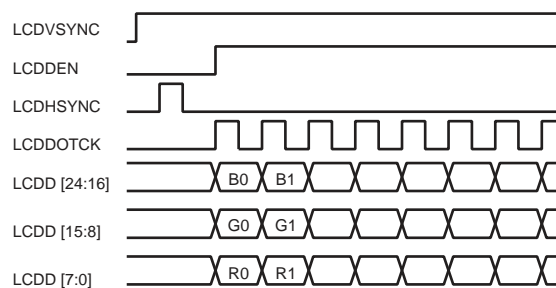 LCDVSYNC
LCDDEN
LCDHSYNC
LCDDOTCK
LCDD [24:16] B0 B1
LCDD [15:8] G0 G1
LCDD [7:0] R0 R1